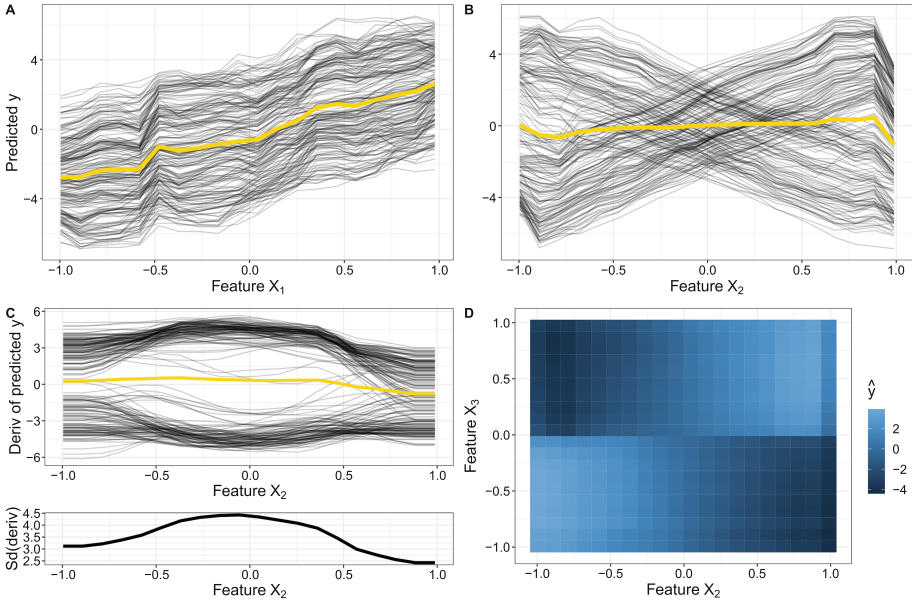 A
Predicted y
4
0
−4
−1.0 −0.5 0.0 0.5 1.0
Feature X₁
B
4
0
−4
−1.0 −0.5 0.0 0.5 1.0
Feature X₂
C
Deriv of predicted y
6
3
0
−3
−6
−1.0 −0.5 0.0 0.5 1.0
Feature X₂
Sd(deriv)
4.5
4.0
3.5
3.0
2.5
−1.0 −0.5 0.0 0.5 1.0
Feature X₂
D
Feature X₃
1.0
0.5
0.0
−0.5
−1.0
−1.0 −0.5 0.0 0.5 1.0
Feature X₂
ŷ
2
0
−2
−4